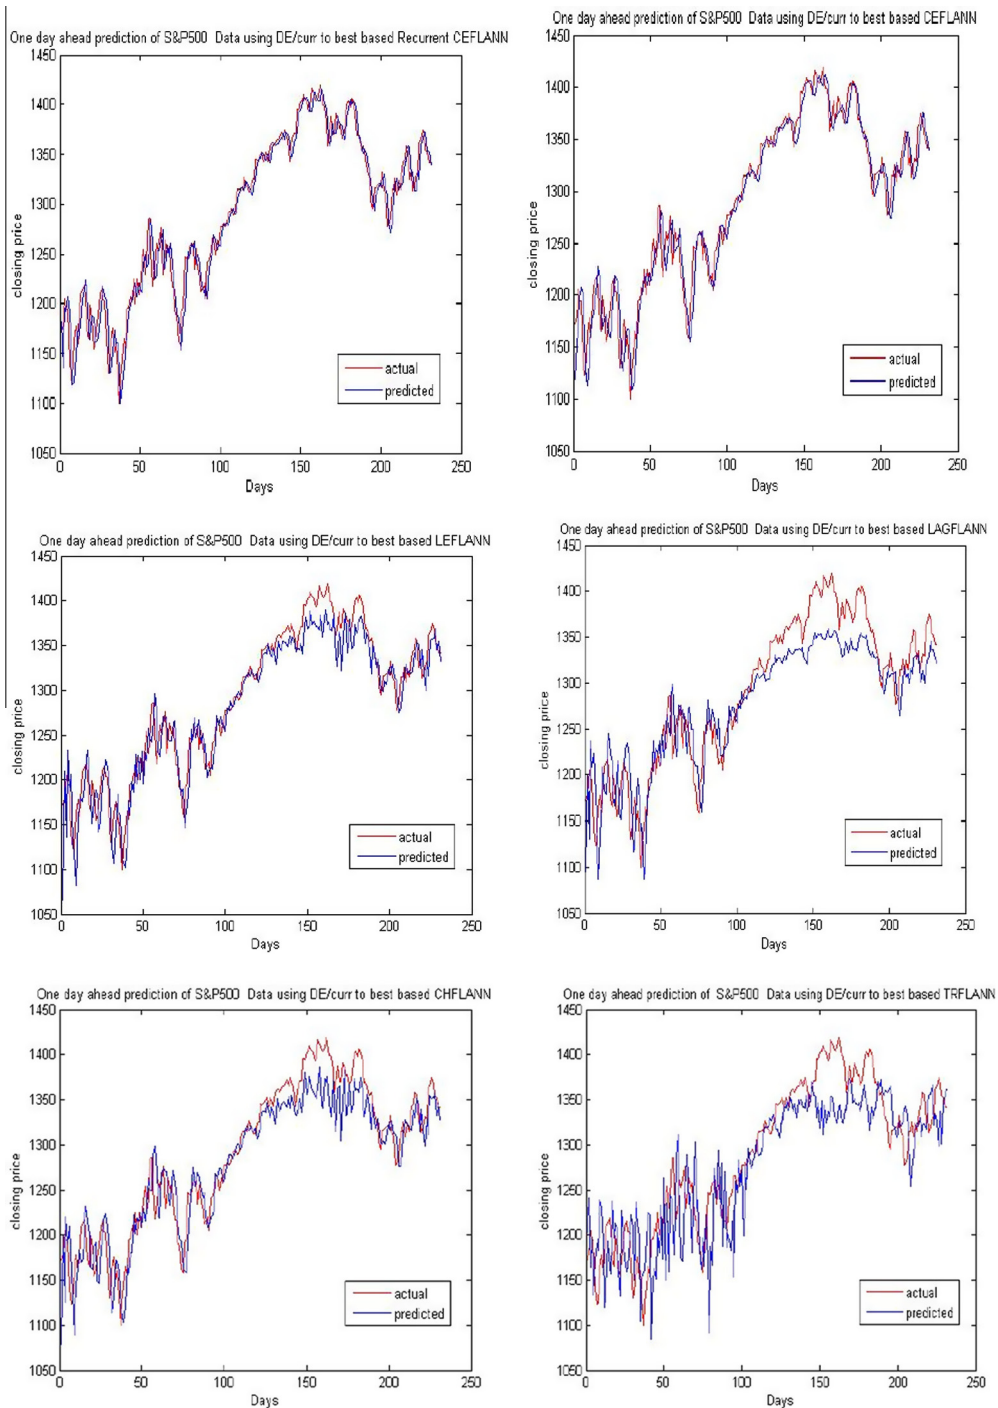 One day ahead prediction of S&P500 Data using DE/curr to best based Recurrent CEFLANN
1450
1400
1350
1300
1250
1200
1150
1100
1050
closing price
actual
predicted
0 50 100 150 200 250
Days
One day ahead prediction of S&P500 Data using DE/curr to best based CEFLANN
1450
1400
1350
1300
1250
1200
1150
1100
1050
closing price
actual
predicted
0 50 100 150 200 250
Days
One day ahead prediction of S&P500 Data using DE/curr to best based LEFLANN
1450
1400
1350
1300
1250
1200
1150
1100
1050
closing price
actual
predicted
0 50 100 150 200 250
Days
One day ahead prediction of S&P500 Data using DE/curr to best based LAGFLANN
1450
1400
1350
1300
1250
1200
1150
1100
1050
closing price
actual
predicted
0 50 100 150 200 250
Days
One day ahead prediction of S&P500 Data using DE/curr to best based CHFLANN
1450
1400
1350
1300
1250
1200
1150
1100
1050
closing price
actual
predicted
0 50 100 150 200 250
Days
One day ahead prediction of S&P500 Data using DE/curr to best based TRFLANN
1450
1400
1350
1300
1250
1200
1150
1100
1050
closing price
actual
predicted
0 50 100 150 200 250
Days